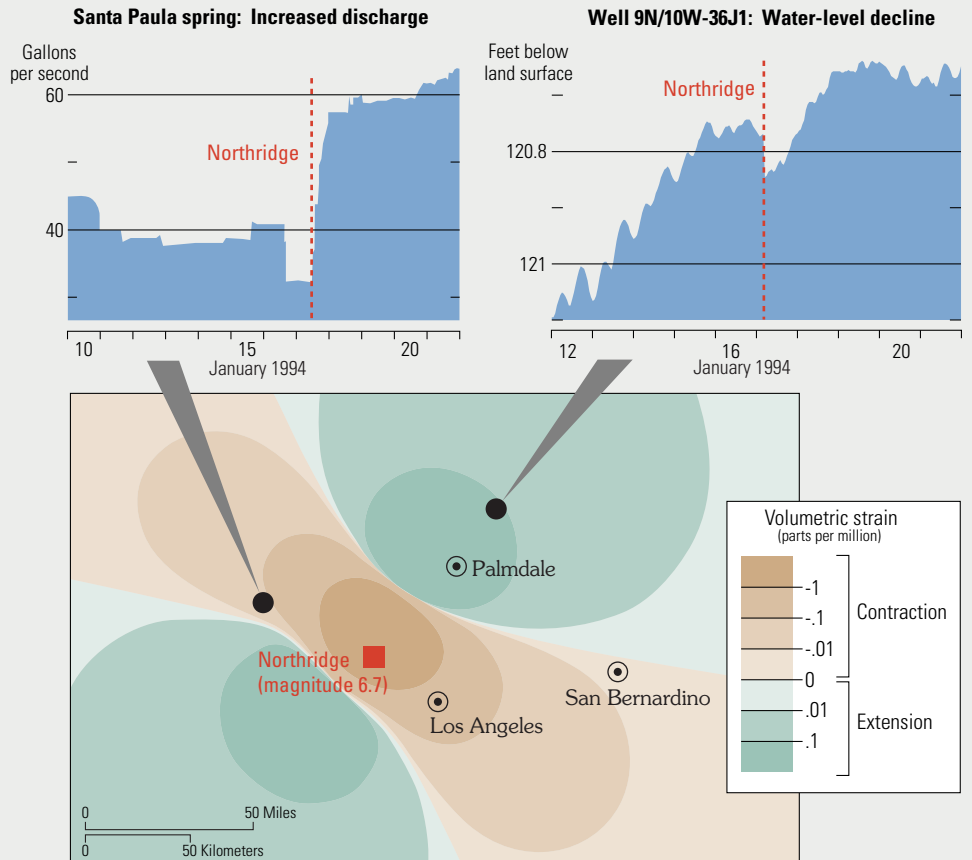 Santa Paula spring: Increased discharge
Gallons
per second
60
40
Northridge
10
15
20
January 1994
Well 9N/10W-36J1: Water-level decline
Feet below
land surface
120.8
121
Northridge
12
16
20
January 1994
Palmdale
Northridge
(magnitude 6.7)
Los Angeles
San Bernardino
0
50 Miles
0
50 Kilometers
Volumetric strain
(parts per million)
-1
-.1
-.01
0
.01
.1
Contraction
Extension